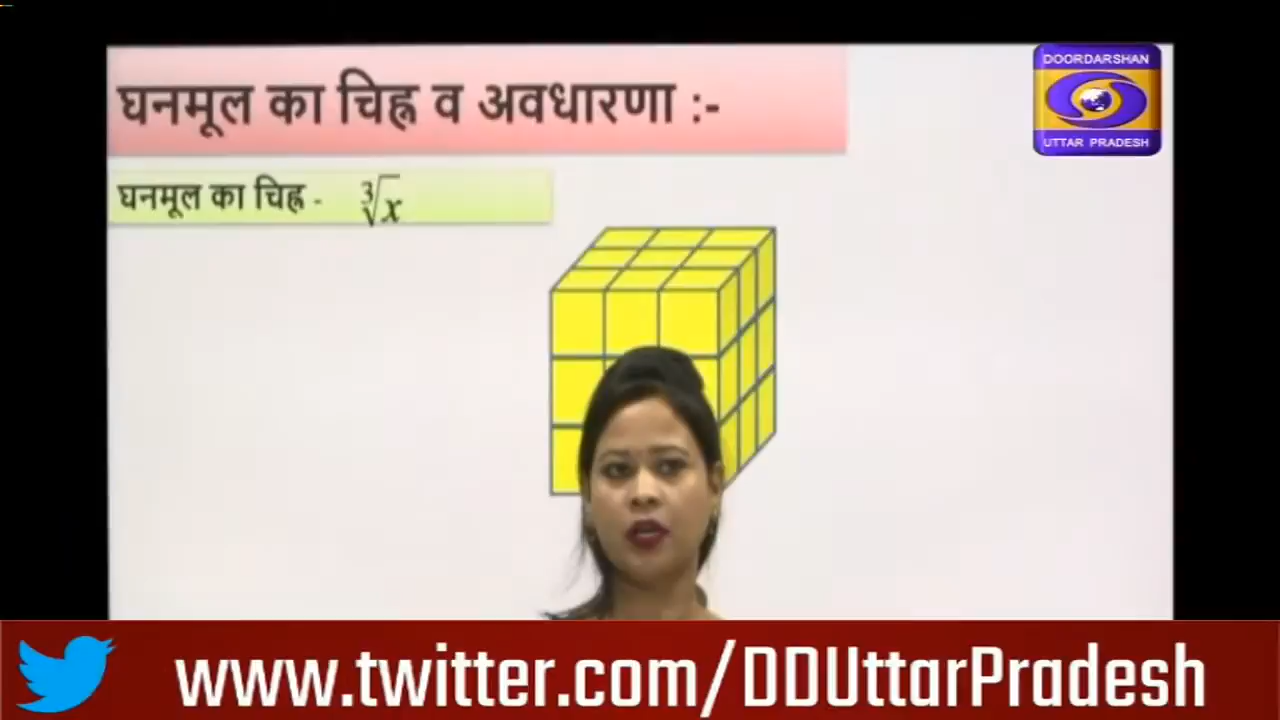 घनमूल का चिह्न व अवधारणा :-
DOORDARSHAN
UTTAR PRADESH
घनमूल का चिह्न - ∛x
www.twitter.com/DDUttarPradesh